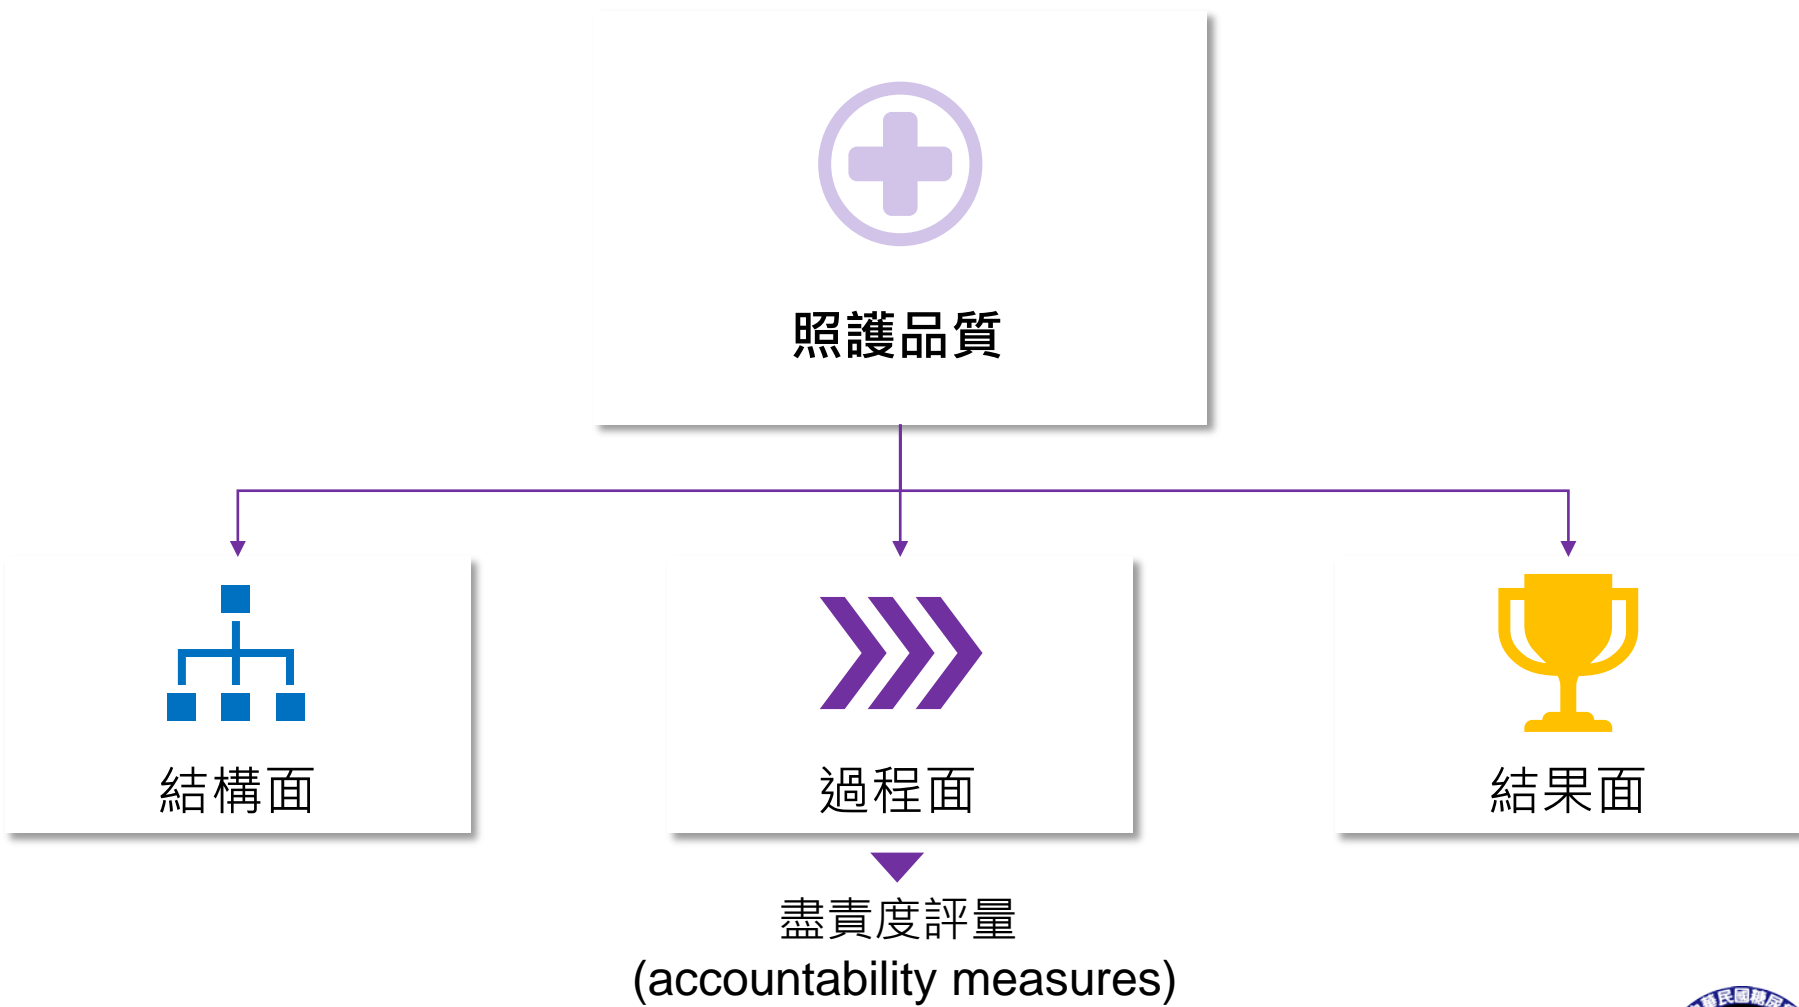 照護品質
結構面
過程面
結果面
盡責度評量
(accountability measures)